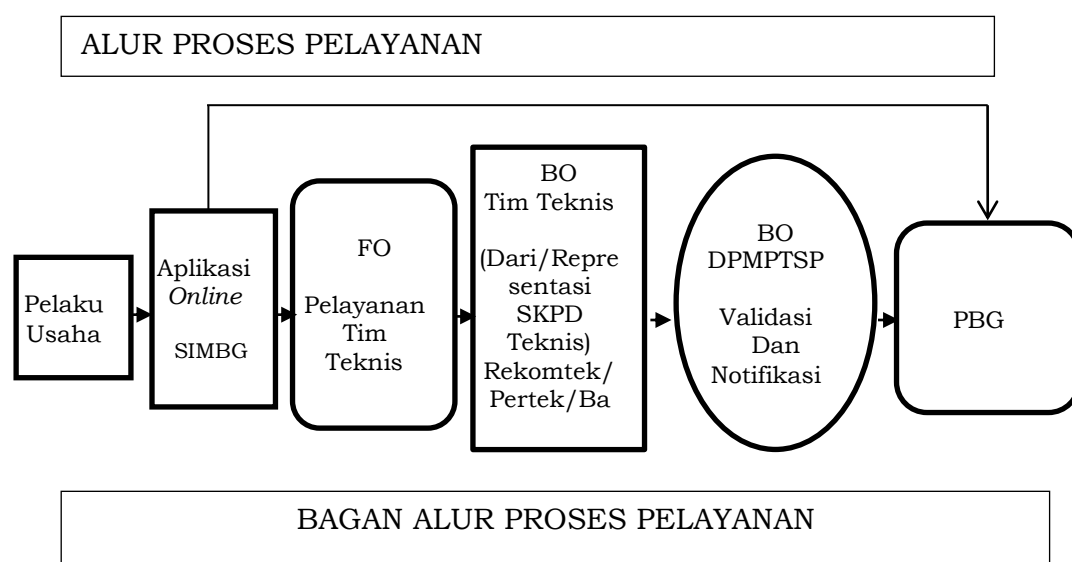 ALUR PROSES PELAYANAN
Pelaku
Usaha
Aplikasi
Online
SIMBG
FO
Pelayanan
Tim
Teknis
BO
Tim Teknis
(Dari/Repre
sentasi
SKPD
Teknis)
Rekomtek/
Pertek/Ba
BO
DPMPTSP
Validasi
Dan
Notifikasi
PBG
BAGAN ALUR PROSES PELAYANAN